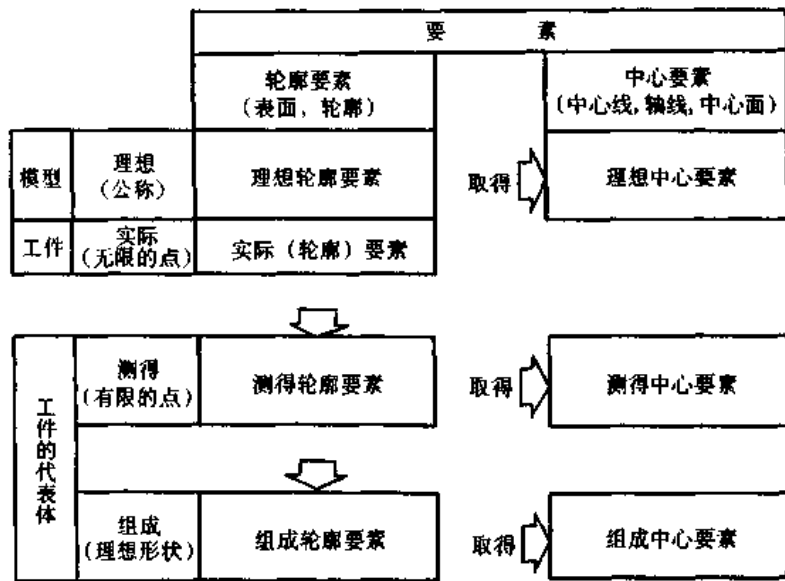 要 素
轮廓要素
(表面,轮廓)
中心要素
(中心线,轴线,中心面)
模型
理想
(公称)
理想轮廓要素
取得
理想中心要素
工件
实际
(无限的点)
实际(轮廓)要素
工件的代表体
测得
(有限的点)
测得轮廓要素
取得
测得中心要素
组成
(理想形状)
组成轮廓要素
取得
组成中心要素